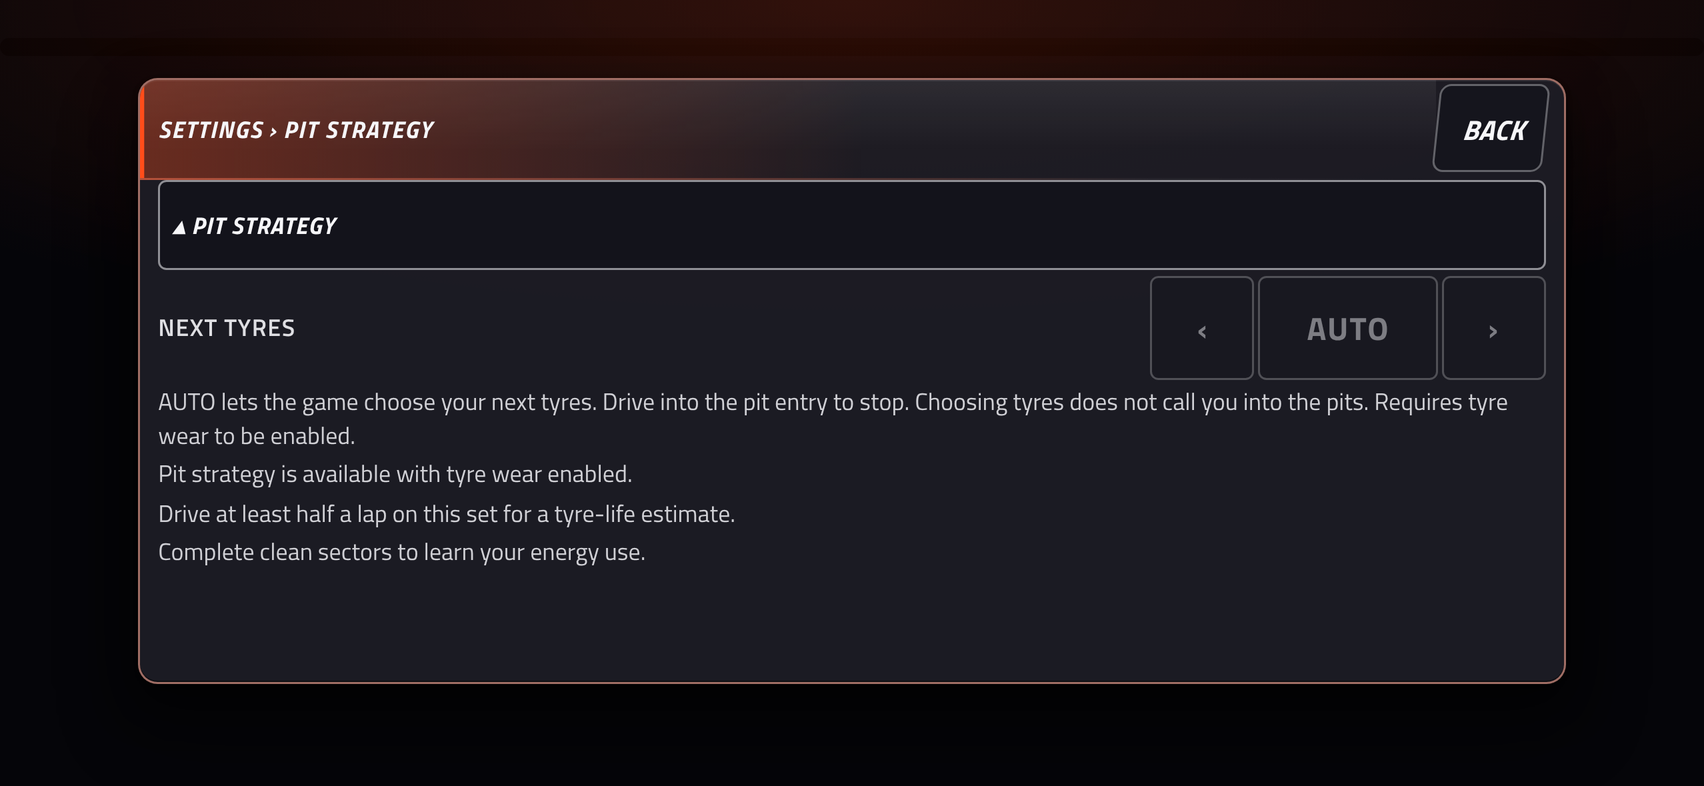 SETTINGS › PIT STRATEGY
BACK
▲ PIT STRATEGY
NEXT TYRES
‹ AUTO ›
AUTO lets the game choose your next tyres. Drive into the pit entry to stop. Choosing tyres does not call you into the pits. Requires tyre
wear to be enabled.
Pit strategy is available with tyre wear enabled.
Drive at least half a lap on this set for a tyre-life estimate.
Complete clean sectors to learn your energy use.